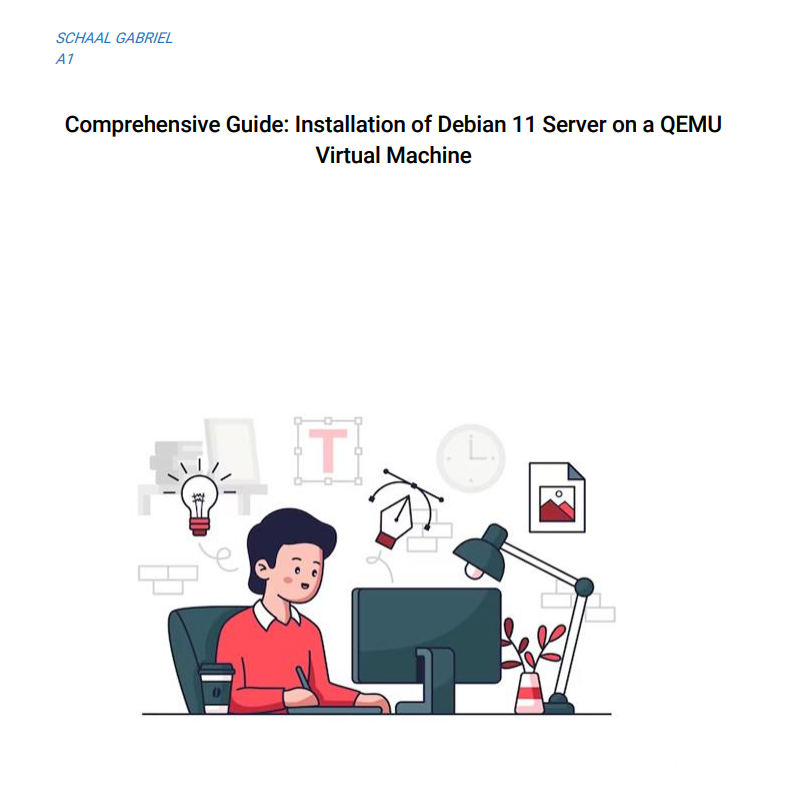 SCHAAL GABRIEL
A1
Comprehensive Guide: Installation of Debian 11 Server on a QEMU
Virtual Machine
T